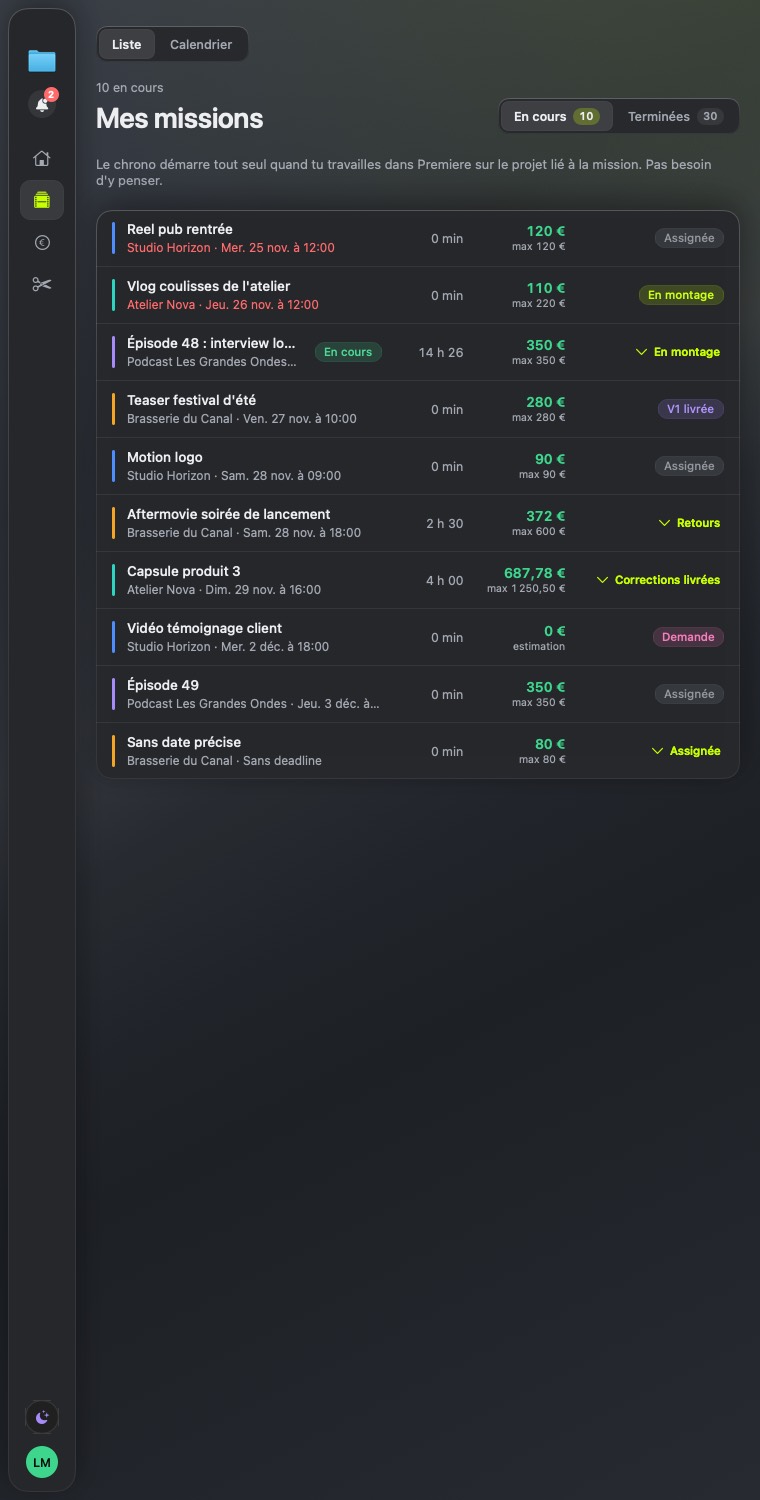 Liste
Calendrier
2
10 en cours
Mes missions
En cours 10
Terminées 30
Le chrono démarre tout seul quand tu travailles dans Premiere sur le projet lié à la mission. Pas besoin
d'y penser.
Reel pub rentrée
Studio Horizon · Mer. 25 nov. à 12:00
0 min
120 €
max 120 €
Assignée
Vlog coulisses de l'atelier
Atelier Nova · Jeu. 26 nov. à 12:00
0 min
110 €
max 220 €
En montage
Épisode 48 : interview lo...
Podcast Les Grandes Ondes...
En cours
14 h 26
350 €
max 350 €
En montage
Teaser festival d'été
Brasserie du Canal · Ven. 27 nov. à 10:00
0 min
280 €
max 280 €
V1 livrée
Motion logo
Studio Horizon · Sam. 28 nov. à 09:00
0 min
90 €
max 90 €
Assignée
Aftermovie soirée de lancement
Brasserie du Canal · Sam. 28 nov. à 18:00
2 h 30
372 €
max 600 €
Retours
Capsule produit 3
Atelier Nova · Dim. 29 nov. à 16:00
4 h 00
687,78 €
max 1 250,50 €
Corrections livrées
Vidéo témoignage client
Studio Horizon · Mer. 2 déc. à 18:00
0 min
0 €
estimation
Demande
Épisode 49
Podcast Les Grandes Ondes · Jeu. 3 déc. à...
0 min
350 €
max 350 €
Assignée
Sans date précise
Brasserie du Canal · Sans deadline
0 min
80 €
max 80 €
Assignée
LM